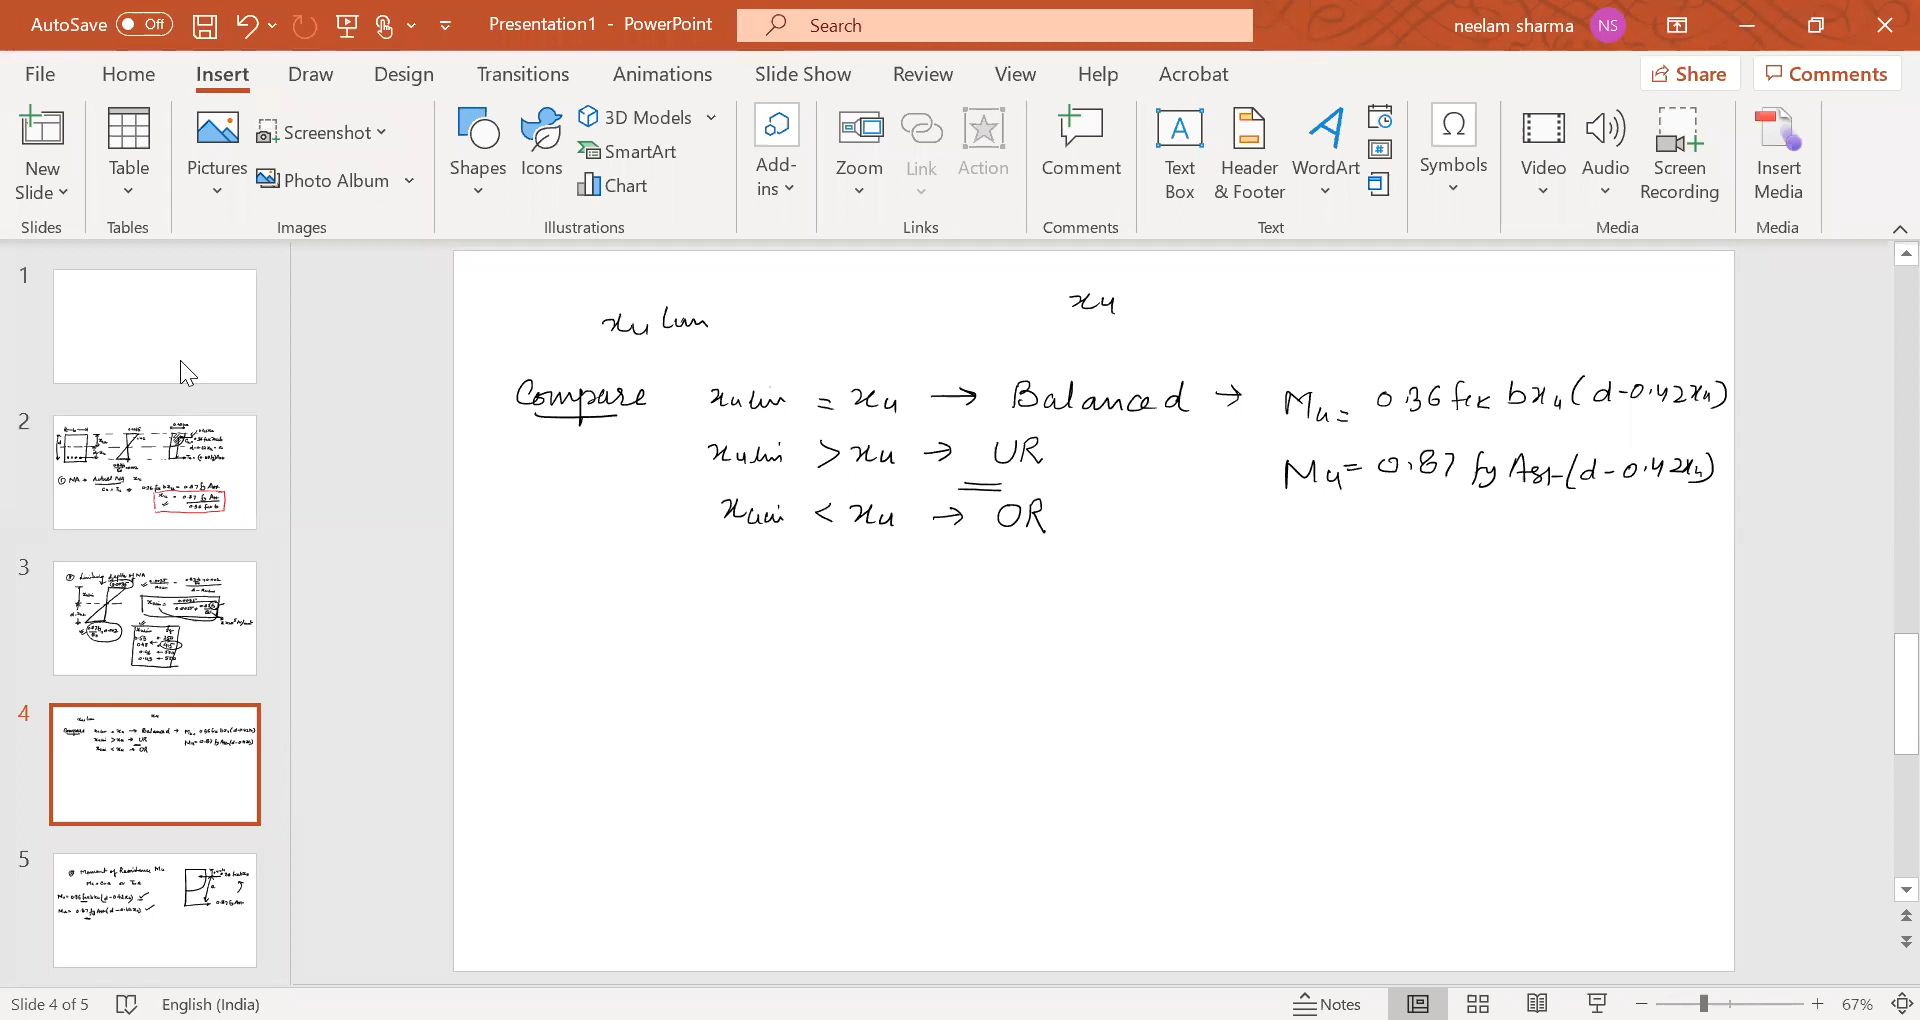 AutoSave Off Presentation1 - PowerPoint Search neelam sharma NS
File Home Insert Draw Design Transitions Animations Slide Show Review View Help Acrobat Share Comments
New Slide Table Pictures Screenshot Photo Album Shapes Icons 3D Models SmartArt Chart Add-ins Zoom Link Action Comment Text Box Header & Footer WordArt Symbols Video Audio Screen Recording Insert Media
Slides Tables Images Illustrations Links Comments Text Media Media
1
2
3
4
5
xu lim xu
Compare xulim = xu → Balanced → Mu = 0.36 fck b xu (d - 0.42xu)
xulim > xu → UR Mu = 0.87 fy Ast (d - 0.42xu)
xulim < xu → OR
Slide 4 of 5 English (India) Notes 67%